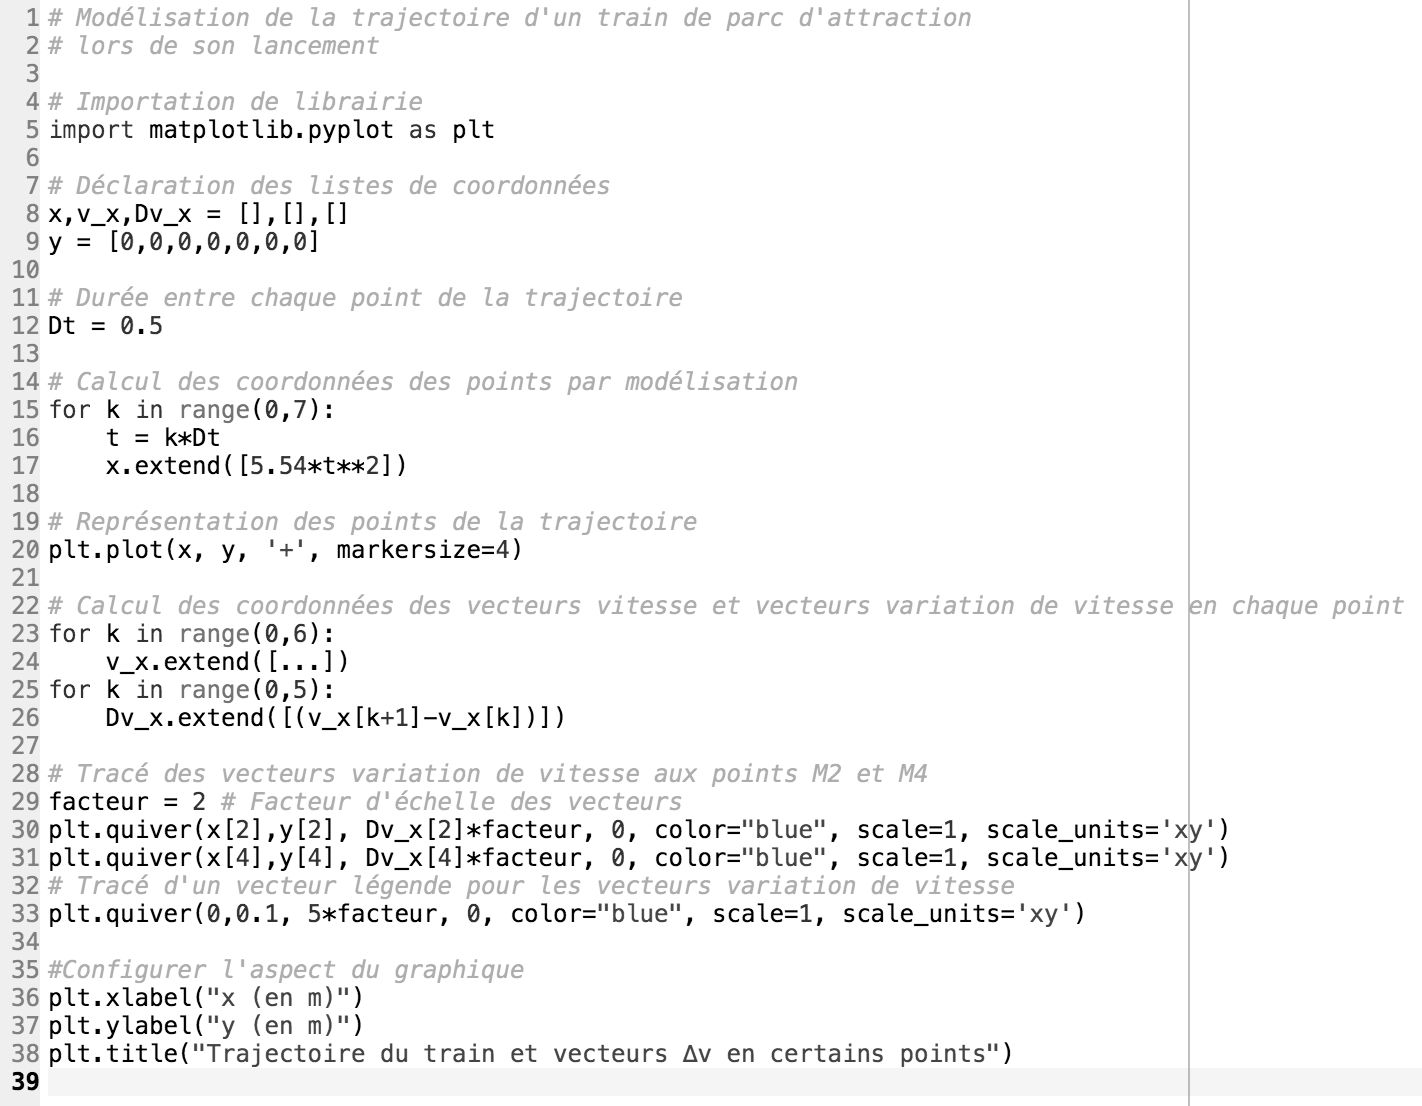 1 # Modélisation de la trajectoire d'un train de parc d'attraction
2 # lors de son lancement
3
4 # Importation de librairie
5 import matplotlib.pyplot as plt
6
7 # Déclaration des listes de coordonnées
8 x,v_x,Dv_x = [],[],[]
9 y = [0,0,0,0,0,0,0]
10
11 # Durée entre chaque point de la trajectoire
12 Dt = 0.5
13
14 # Calcul des coordonnées des points par modélisation
15 for k in range(0,7):
16     t = k*Dt
17     x.extend([5.54*t**2])
18
19 # Représentation des points de la trajectoire
20 plt.plot(x, y, '+', markersize=4)
21
22 # Calcul des coordonnées des vecteurs vitesse et vecteurs variation de vitesse en chaque point
23 for k in range(0,6):
24     v_x.extend([...])
25 for k in range(0,5):
26     Dv_x.extend([(v_x[k+1]-v_x[k])])
27
28 # Tracé des vecteurs variation de vitesse aux points M2 et M4
29 facteur = 2 # Facteur d'échelle des vecteurs
30 plt.quiver(x[2],y[2], Dv_x[2]*facteur, 0, color="blue", scale=1, scale_units='xy')
31 plt.quiver(x[4],y[4], Dv_x[4]*facteur, 0, color="blue", scale=1, scale_units='xy')
32 # Tracé d'un vecteur légende pour les vecteurs variation de vitesse
33 plt.quiver(0,0.1, 5*facteur, 0, color="blue", scale=1, scale_units='xy')
34
35 #Configurer l'aspect du graphique
36 plt.xlabel("x (en m)")
37 plt.ylabel("y (en m)")
38 plt.title("Trajectoire du train et vecteurs Δv en certains points")
39